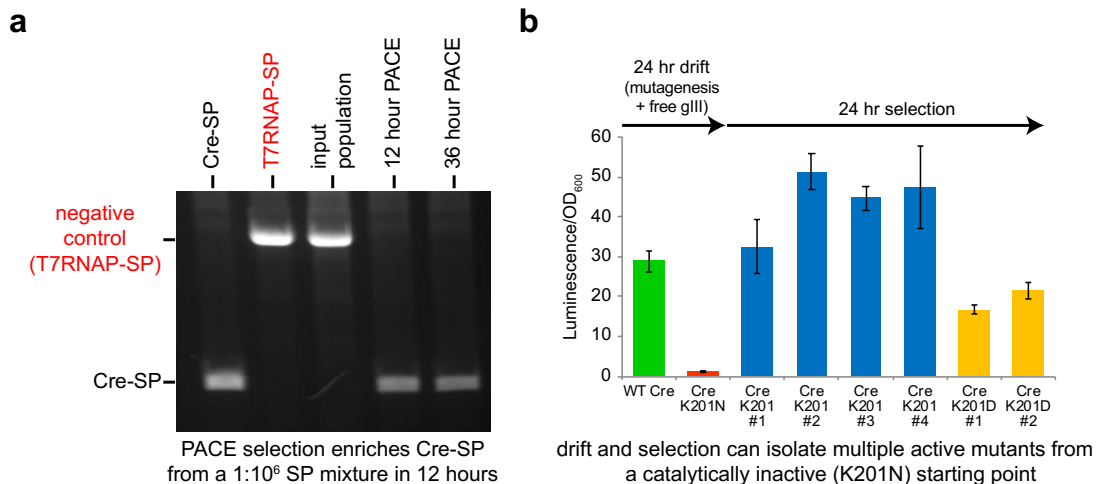 a
Cre-SP
T7RNAP-SP
input
population
12 hour PACE
36 hour PACE
negative
control
(T7RNAP-SP)
Cre-SP
PACE selection enriches Cre-SP
from a 1:10⁶ SP mixture in 12 hours
b
24 hr drift
(mutagenesis
+ free gIII)
24 hr selection
Luminescence/OD₆₀₀
60
50
40
30
20
10
0
WT Cre
Cre
K201N
Cre
K201
#1
Cre
K201
#2
Cre
K201
#3
Cre
K201
#4
Cre
K201D
#1
Cre
K201D
#2
drift and selection can isolate multiple active mutants from
a catalytically inactive (K201N) starting point